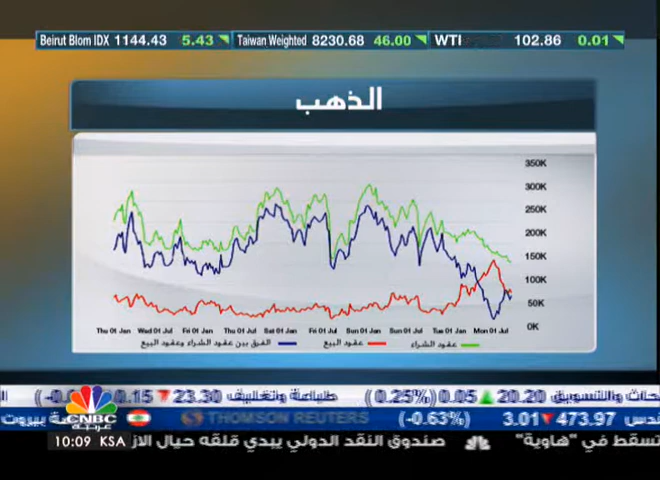 Beirut Blom IDX 1144.43 5.43 Taiwan Weighted 8230.68 46.00 WTI 102.86 0.01
الذهب
350K
300K
250K
200K
150K
100K
50K
0K
Thu 01 Jan Wed 01 Jul Fri 01 Jan Thu 01 Jul Sat 01 Jan Fri 01 Jul Sun 01 Jan Sun 01 Jul Tue 01 Jan Mon 01 Jul
عقود الشراء عقود البيع الفرق بين عقود الشراء وعقود البيع
والتسويق 20.20 0.05 (0.25%) طباعة وتغليف 23.30 0.15
473.97 3.01 (-0.63%) THOMSON REUTERS بيروت
CNBC
عربية
تسقط في "هاوية" صندوق النقد الدولي يبدي قلقه حيال الاز
10:09 KSA